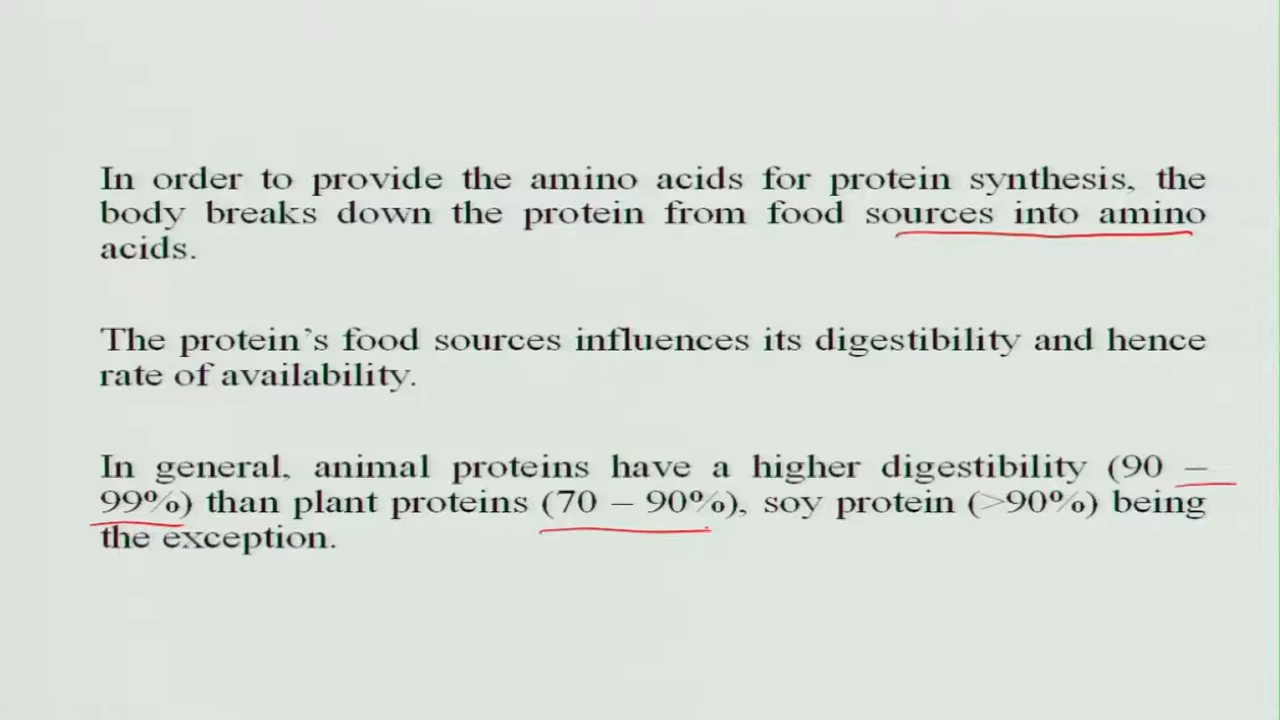 In order to provide the amino acids for protein synthesis, the
body breaks down the protein from food sources into amino
acids.
The protein's food sources influences its digestibility and hence
rate of availability.
In general, animal proteins have a higher digestibility (90 –
99%) than plant proteins (70 – 90%), soy protein (>90%) being
the exception.